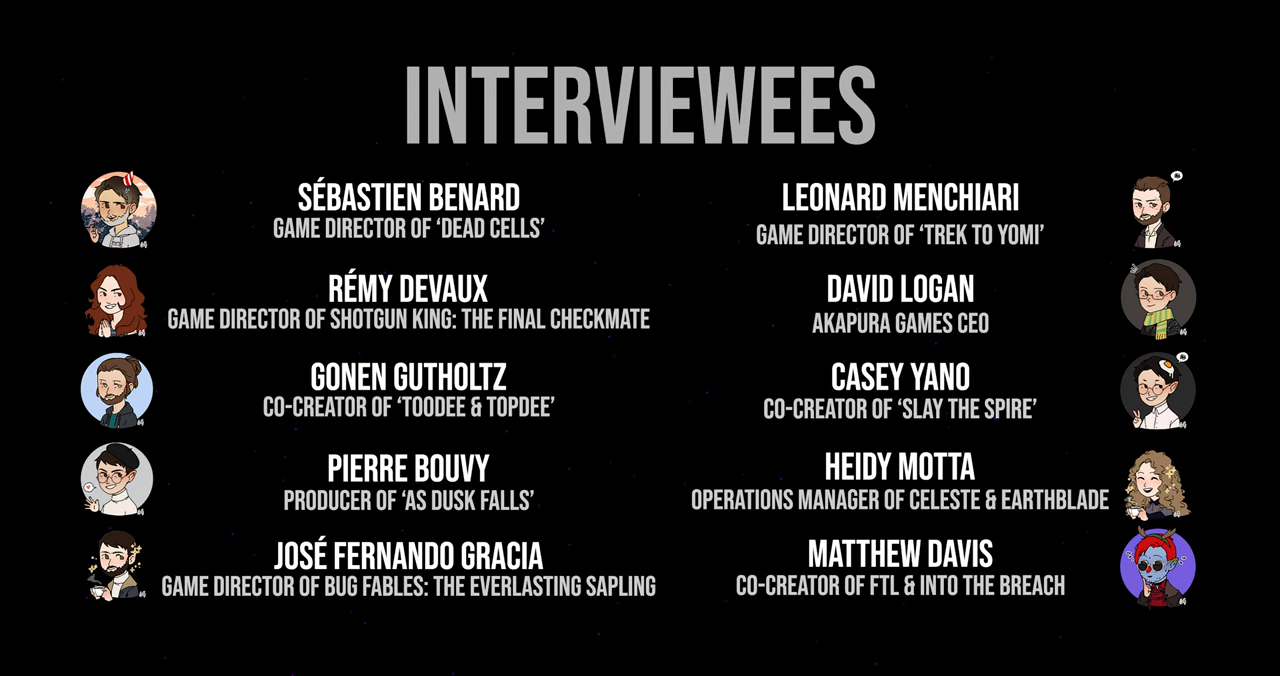 INTERVIEWEES
SÉBASTIEN BENARD
GAME DIRECTOR OF ‘DEAD CELLS’
RÉMY DEVAUX
GAME DIRECTOR OF SHOTGUN KING: THE FINAL CHECKMATE
GONEN GUTHOLTZ
CO-CREATOR OF ‘TOODEE & TOPDEE’
PIERRE BOUVY
PRODUCER OF ‘AS DUSK FALLS’
JOSÉ FERNANDO GRACIA
GAME DIRECTOR OF BUG FABLES: THE EVERLASTING SAPLING
LEONARD MENCHIARI
GAME DIRECTOR OF ‘TREK TO YOMI’
DAVID LOGAN
AKAPURA GAMES CEO
CASEY YANO
CO-CREATOR OF ‘SLAY THE SPIRE’
HEIDY MOTTA
OPERATIONS MANAGER OF CELESTE & EARTHBLADE
MATTHEW DAVIS
CO-CREATOR OF FTL & INTO THE BREACH